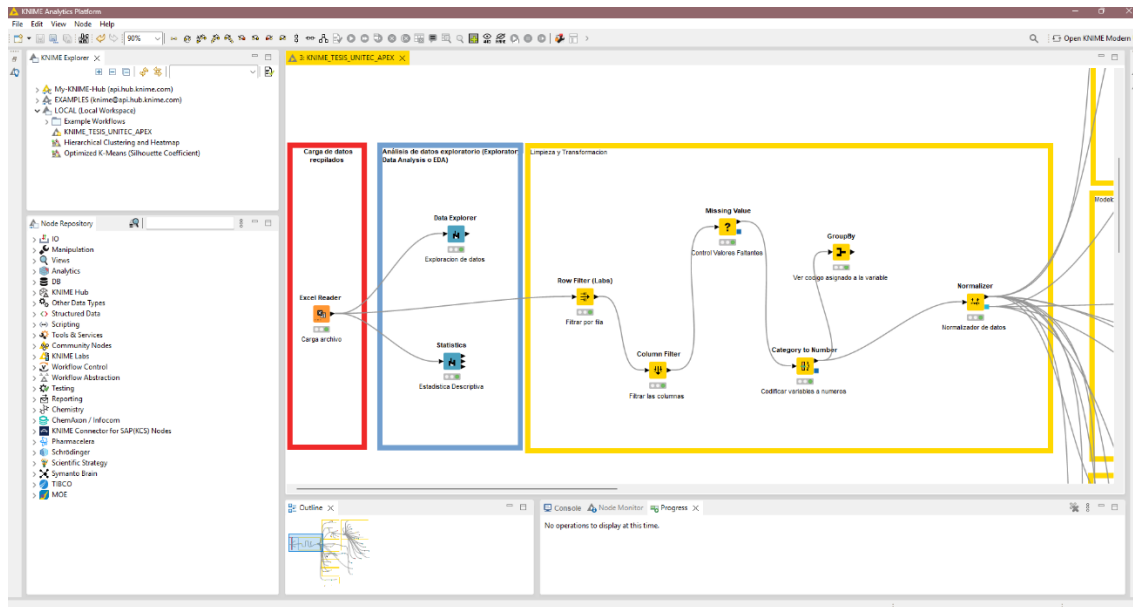 KNIME Analytics Platform
File Edit View Node Help
90%
Open KNIME Modern
KNIME Explorer
3: KNIME_TESIS_UNITEC_APEX
My-KNIME-Hub (api.hub.knime.com)
EXAMPLES (knime@api.hub.knime.com)
LOCAL (Local Workspace)
Example Workflows
KNIME_TESIS_UNITEC_APEX
Hierarchical Clustering and Heatmap
Optimized K-Means (Silhouette Coefficient)
Node Repository
IO
Manipulation
Views
Analytics
DB
KNIME Hub
Other Data Types
Structured Data
Scripting
Tools & Services
Community Nodes
KNIME Labs
Workflow Control
Workflow Abstraction
Testing
Reporting
Chemistry
ChemAxon / Infocom
KNIME Connector for SAP(KCS) Nodes
Pharmacelera
Schrödinger
Scientific Strategy
Symanto Brain
TIBCO
MOE
Carga de datos
recpilados
Análisis de datos exploratorio (Explorator
Data Analysis o EDA)
Limpieza y Transformacion
Model
Excel Reader
Carga archivo
Data Explorer
Exploracion de datos
Statistics
Estadistica Descriptiva
Row Filter (Labs)
Filtrar por fila
Column Filter
Filtrar las columnas
Missing Value
Control Valores Faltantes
GroupBy
Ver codigo asignado a la variable
Category to Number
Codificar variables a numeros
Normalizer
Normalizador de datos
Outline
Console
Node Monitor
Progress
No operations to display at this time.